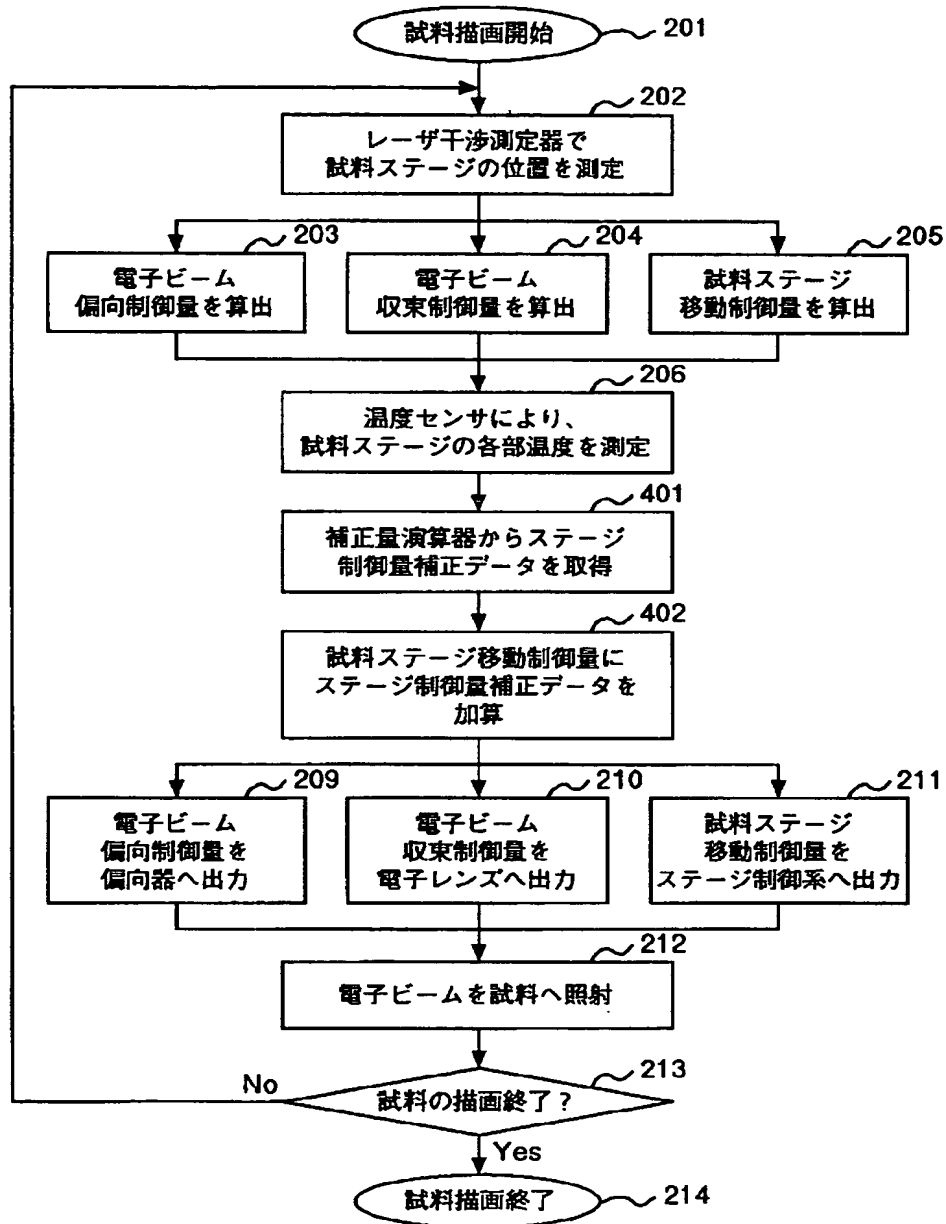 試料描画開始
201
202
レーザ干渉測定器で
試料ステージの位置を測定
203
電子ビーム
偏向制御量を算出
204
電子ビーム
収束制御量を算出
205
試料ステージ
移動制御量を算出
206
温度センサにより、
試料ステージの各部温度を測定
401
補正量演算器からステージ
制御量補正データを取得
402
試料ステージ移動制御量に
ステージ制御量補正データを
加算
209
電子ビーム
偏向制御量を
偏向器へ出力
210
電子ビーム
収束制御量を
電子レンズへ出力
211
試料ステージ
移動制御量を
ステージ制御系へ出力
212
電子ビームを試料へ照射
213
No
試料の描画終了？
Yes
試料描画終了
214